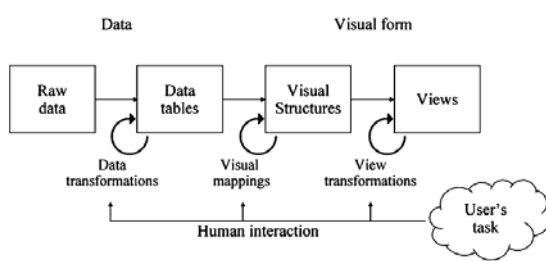 Data
Visual form
Raw
data
Data
tables
Visual
Structures
Views
Data
transformations
Visual
mappings
View
transformations
User's
task
Human interaction